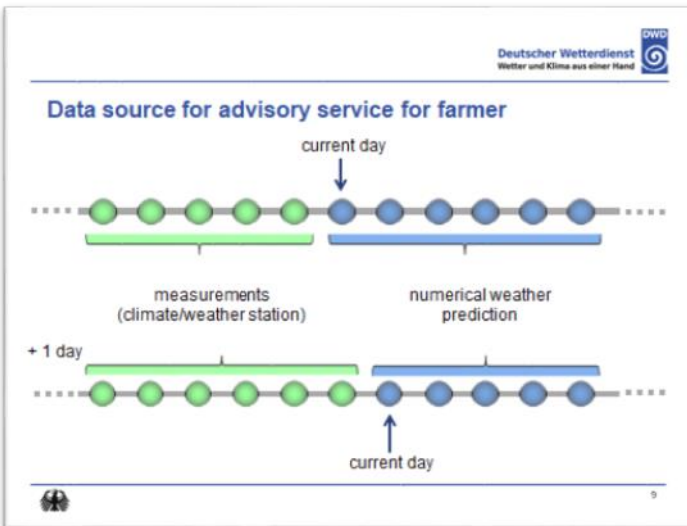 DWD
Deutscher Wetterdienst
Wetter und Klima aus einer Hand
Data source for advisory service for farmer
current day
measurements
(climate/weather station)
numerical weather
prediction
+ 1 day
current day
9